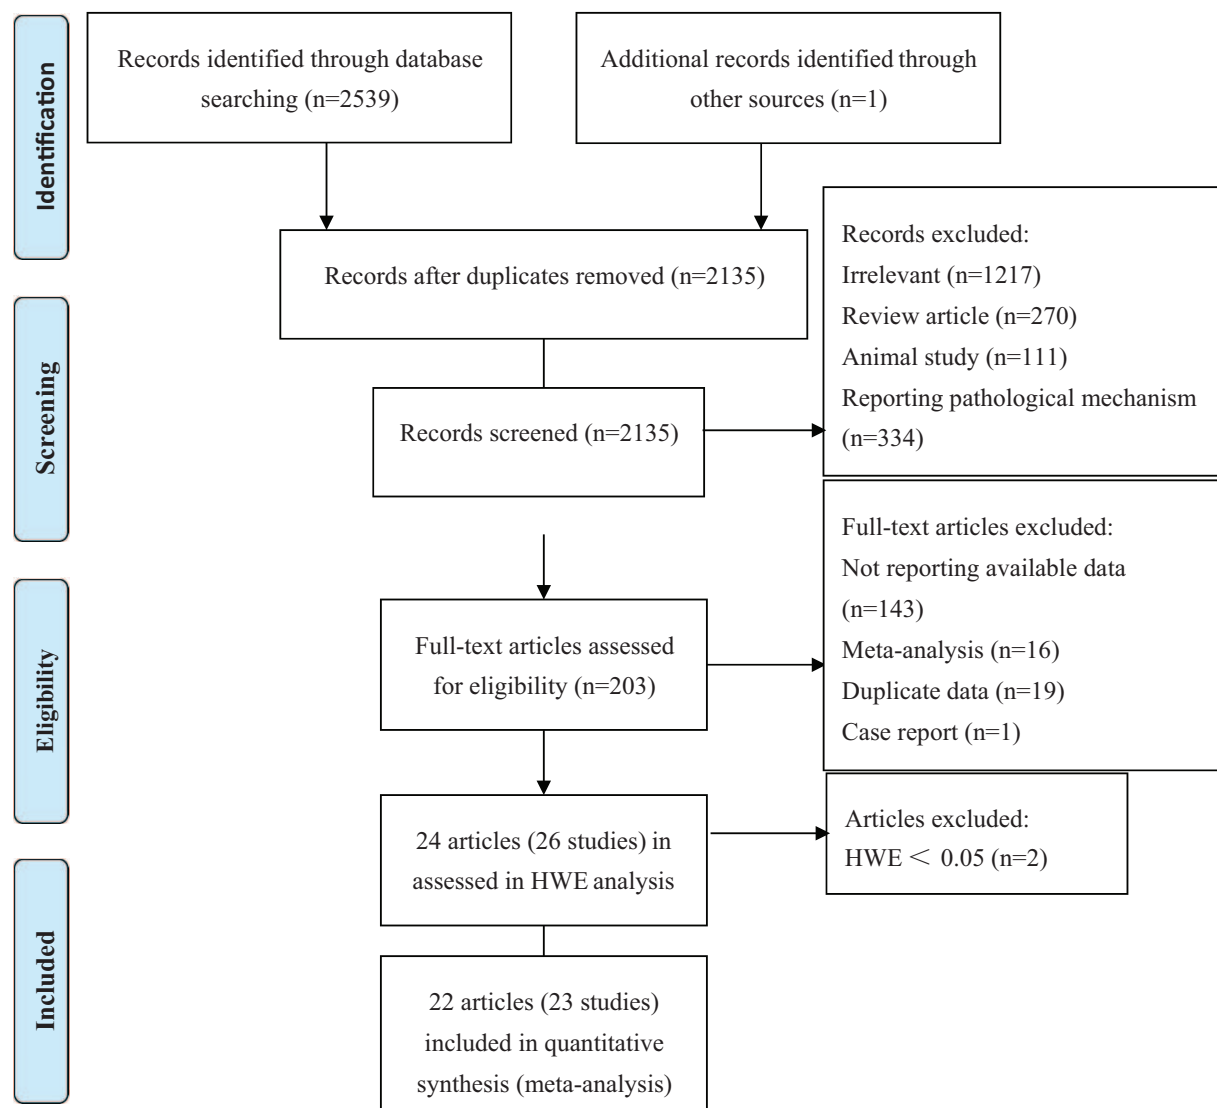 Identification
Records identified through database
searching (n=2539)
Additional records identified through
other sources (n=1)
Records after duplicates removed (n=2135)
Records excluded:
Irrelevant (n=1217)
Review article (n=270)
Animal study (n=111)
Reporting pathological mechanism
(n=334)
Screening
Records screened (n=2135)
Eligibility
Full-text articles assessed
for eligibility (n=203)
Full-text articles excluded:
Not reporting available data
(n=143)
Meta-analysis (n=16)
Duplicate data (n=19)
Case report (n=1)
24 articles (26 studies) in
assessed in HWE analysis
Articles excluded:
HWE < 0.05 (n=2)
Included
22 articles (23 studies)
included in quantitative
synthesis (meta-analysis)